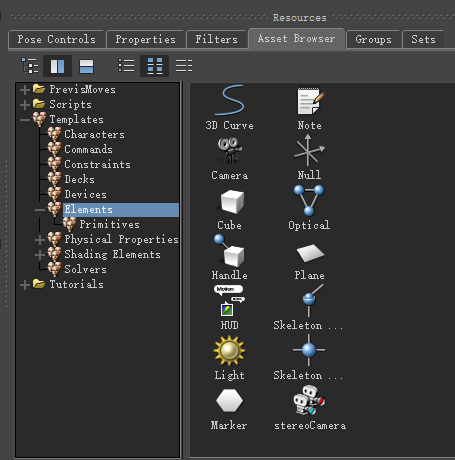 Resources
Pose Controls Properties Filters Asset Browser Groups Sets
PrevisMoves
Scripts
Templates
Characters
Commands
Constraints
Decks
Devices
Elements
Primitives
Physical Properties
Shading Elements
Solvers
Tutorials
3D Curve Note
Camera Null
Cube Optical
Handle Plane
Motion
HUD Skeleton ...
Light Skeleton ...
Marker stereoCamera